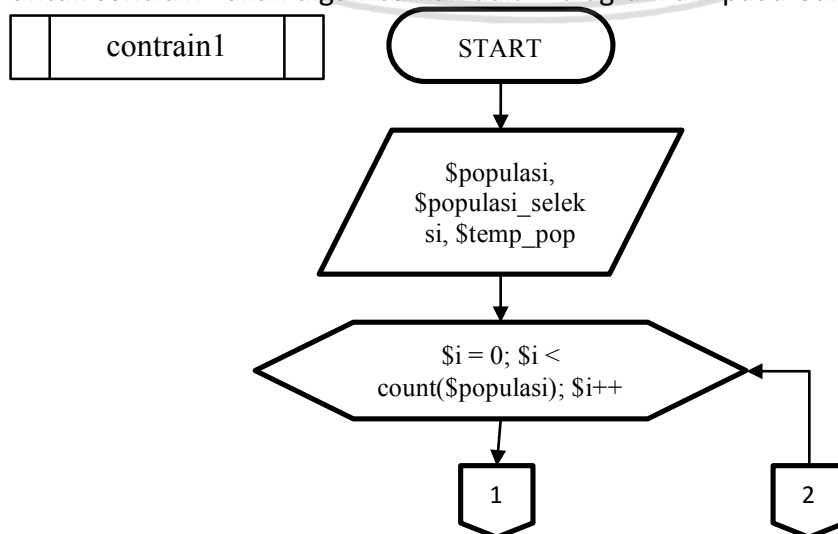 contrain1
START
$populasi,
$populasi_selek
si, $temp_pop
$i = 0; $i <
count($populasi); $i++
1
2